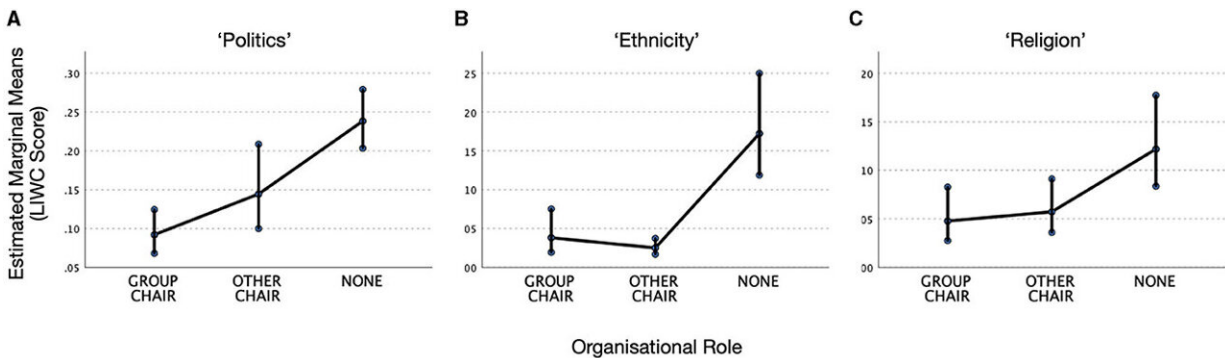 A
'Politics'
Estimated Marginal Means
(LIWC Score)
.30
.25
.20
.15
.10
.05
GROUP
CHAIR
OTHER
CHAIR
NONE
B
'Ethnicity'
25
20
15
10
05
00
GROUP
CHAIR
OTHER
CHAIR
NONE
C
'Religion'
20
15
10
05
00
GROUP
CHAIR
OTHER
CHAIR
NONE
Organisational Role